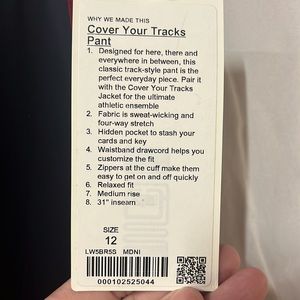 WHY WE MADE THIS
Cover Your Tracks
Pant
1. Designed for here, there and
everywhere in between, this
classic track-style pant is the
perfect everyday piece. Pair it
with the Cover Your Tracks
Jacket for the ultimate
athletic ensemble
2. Fabric is sweat-wicking and
four-way stretch
3. Hidden pocket to stash your
cards and key
4. Waistband drawcord helps you
customize the fit
5. Zippers at the cuff make them
easy to get on and off quickly
6. Relaxed fit
7. Medium rise
8. 31" inseam
SIZE
12
LW5BR5S MDNI
000102525044